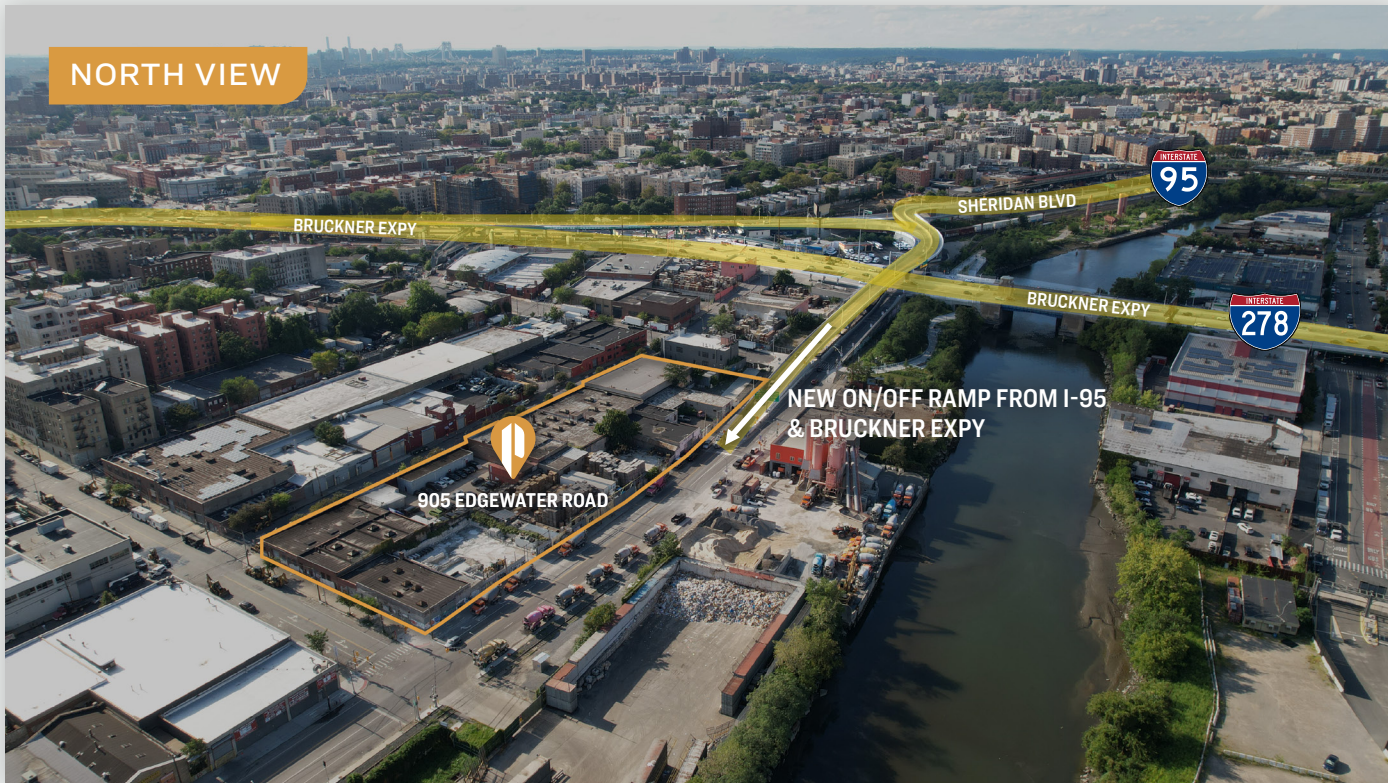 NORTH VIEW
INTERSTATE
95
SHERIDAN BLVD
BRUCKNER EXPY
BRUCKNER EXPY
INTERSTATE
278
NEW ON/OFF RAMP FROM I-95
& BRUCKNER EXPY
905 EDGEWATER ROAD